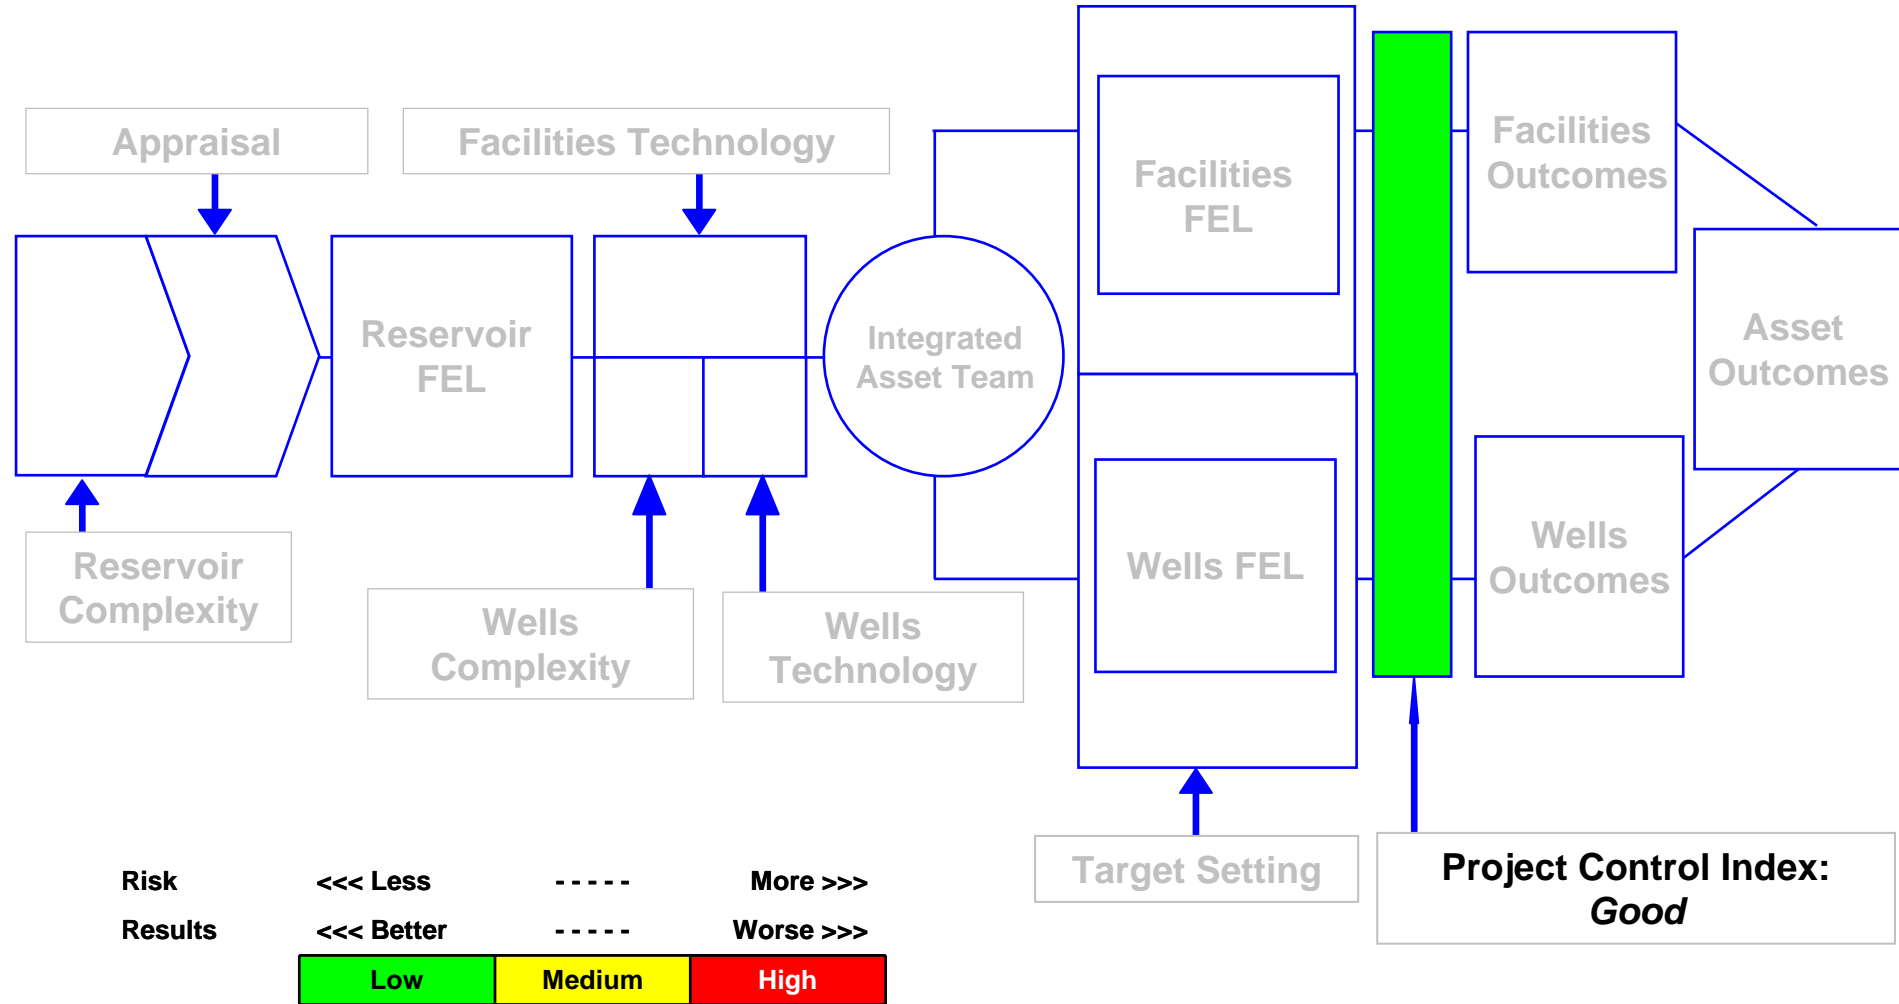 Appraisal
Facilities Technology
Facilities
FEL
Facilities
Outcomes
Reservoir
FEL
Integrated
Asset Team
Asset
Outcomes
Reservoir
Complexity
Wells
Complexity
Wells
Technology
Wells FEL
Wells
Outcomes
Target Setting
Project Control Index:
Good
Risk <<< Less - - - - - More >>>
Results <<< Better - - - - - Worse >>>
Low Medium High